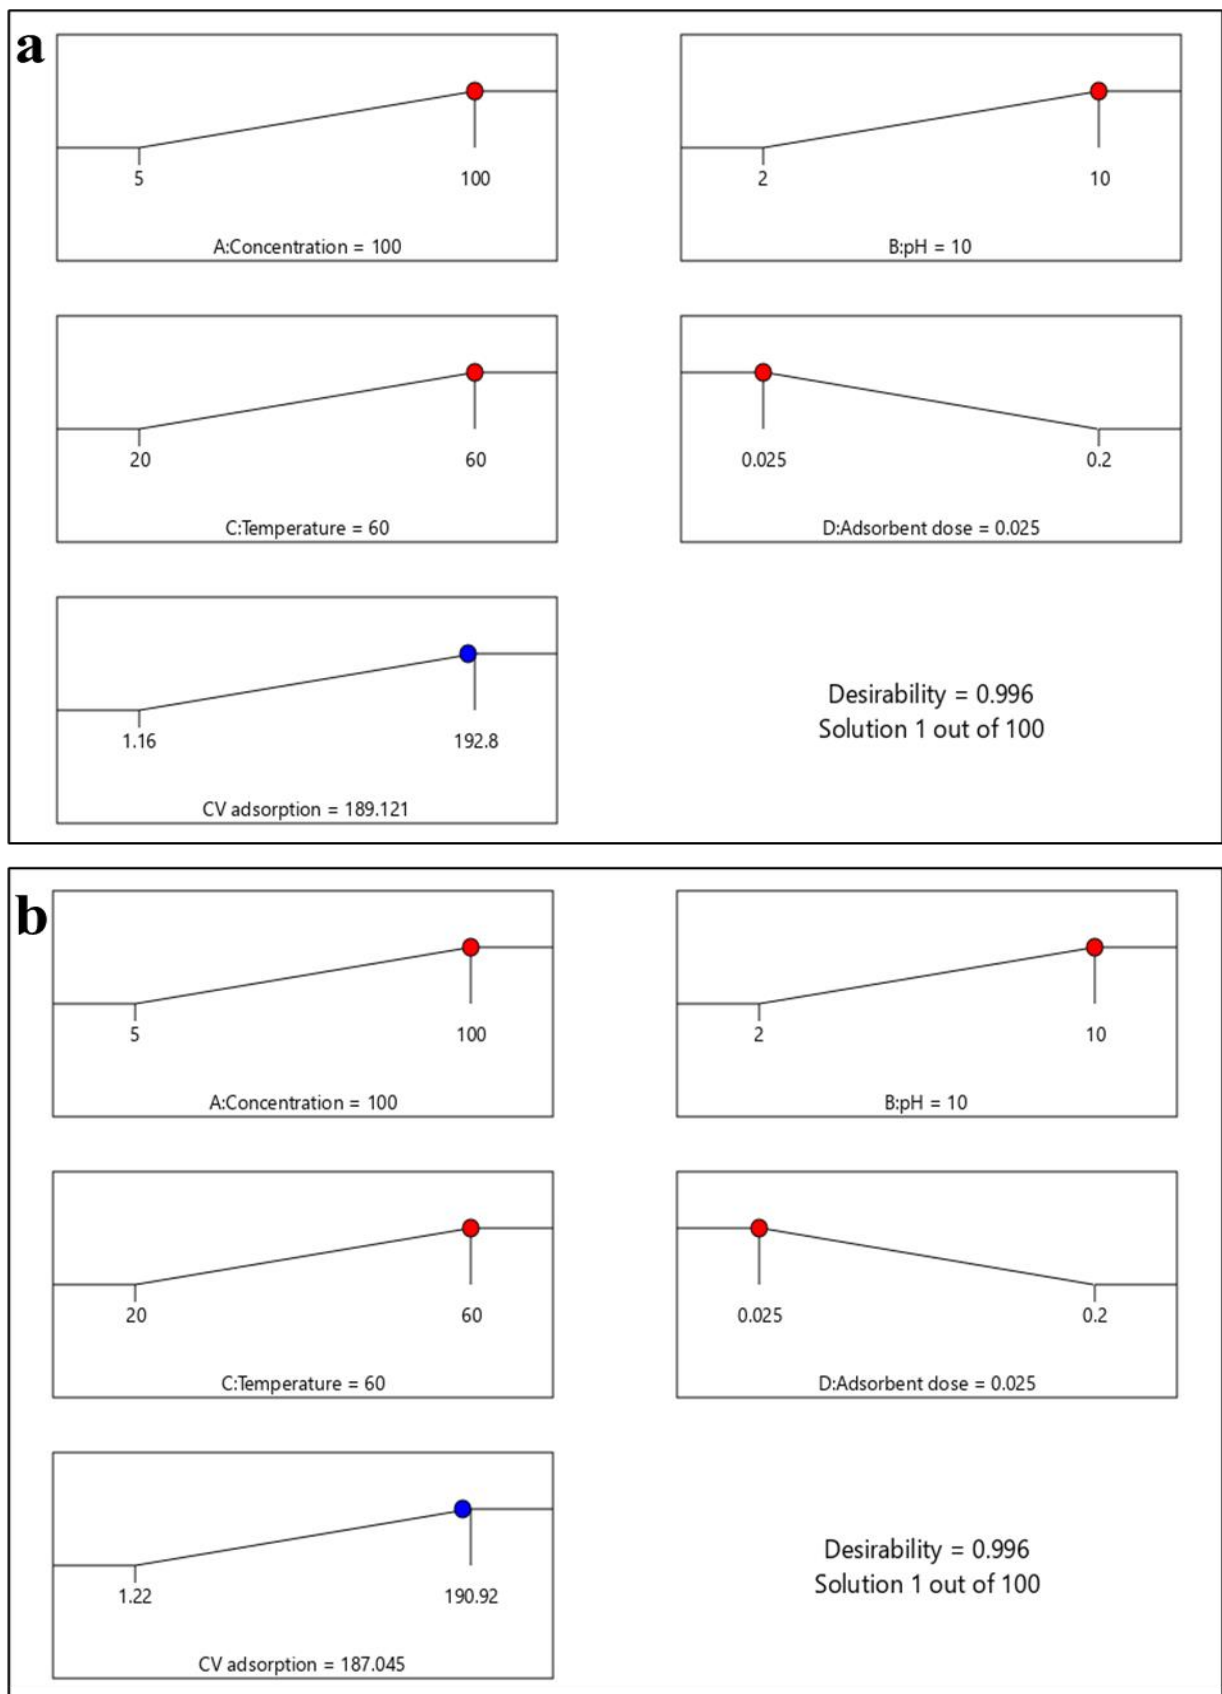 a
5 100
A:Concentration = 100
2 10
B:pH = 10
20 60
C:Temperature = 60
0.025 0.2
D:Adsorbent dose = 0.025
1.16 192.8
CV adsorption = 189.121
Desirability = 0.996
Solution 1 out of 100
b
5 100
A:Concentration = 100
2 10
B:pH = 10
20 60
C:Temperature = 60
0.025 0.2
D:Adsorbent dose = 0.025
1.22 190.92
CV adsorption = 187.045
Desirability = 0.996
Solution 1 out of 100